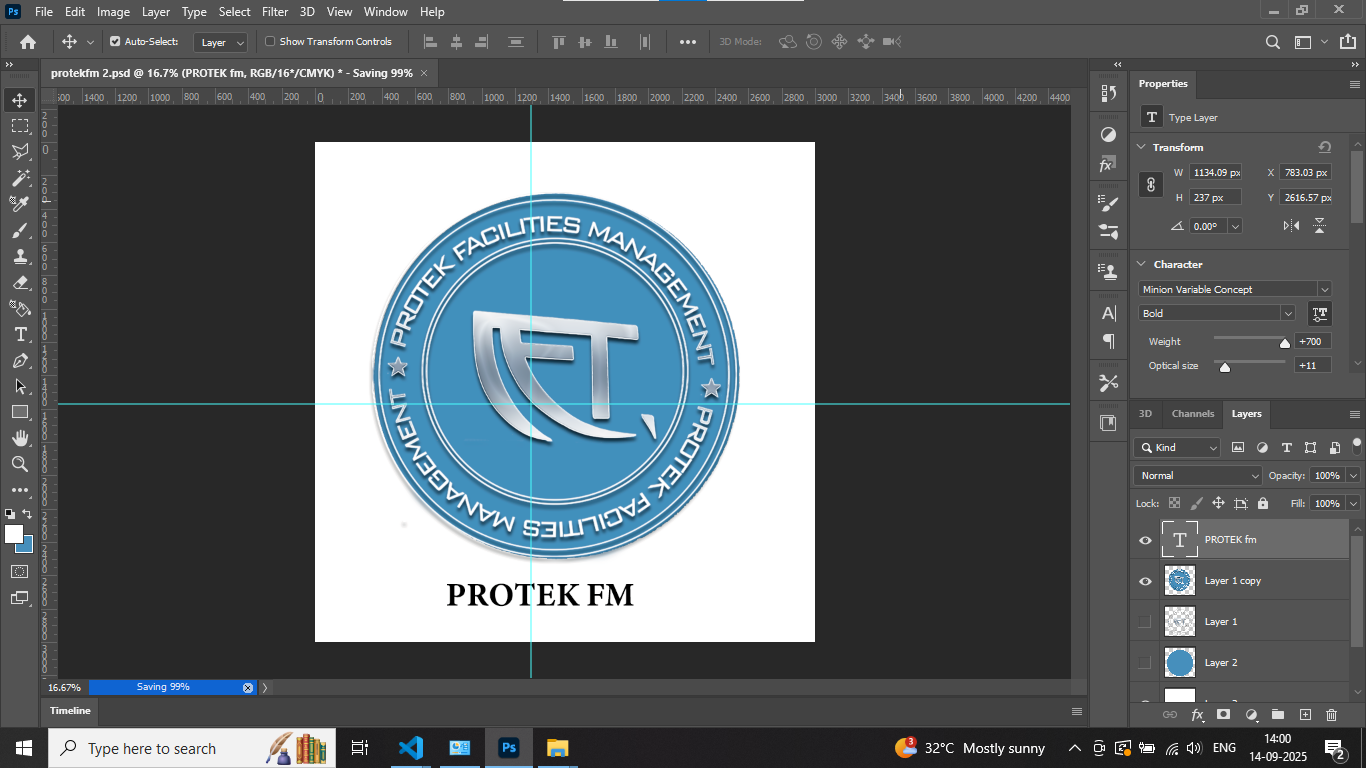 Ps File Edit Image Layer Type Select Filter 3D View Window Help
Auto-Select: Layer Show Transform Controls 3D Mode:
protekfm 2.psd @ 16.7% (PROTEK fm, RGB/16*/CMYK) * - Saving 99% ×
1400 1200 1000 800 600 400 200 0 200 400 600 800 1000 1200 1400 1600 1800 2000 2200 2400 2600 2800 3000 3200 3400 3600 3800 4000 4200 4400
PROTEK FACILITIES MANAGEMENT
PROTEK FACILITIES MANAGEMENT
PROTEK FM
16.67% Saving 99%
Timeline
Properties
T Type Layer
Transform
W 1134.09 px X 783.03 px
H 237 px Y 2616.57 px
0.00°
Character
Minion Variable Concept
Bold
Weight +700
Optical size +11
3D Channels Layers
Kind
Normal Opacity: 100%
Lock: Fill: 100%
T PROTEK fm
Layer 1 copy
Layer 1
Layer 2
Type here to search
Ps
3 32°C Mostly sunny ENG 14:00
14-09-2025
2